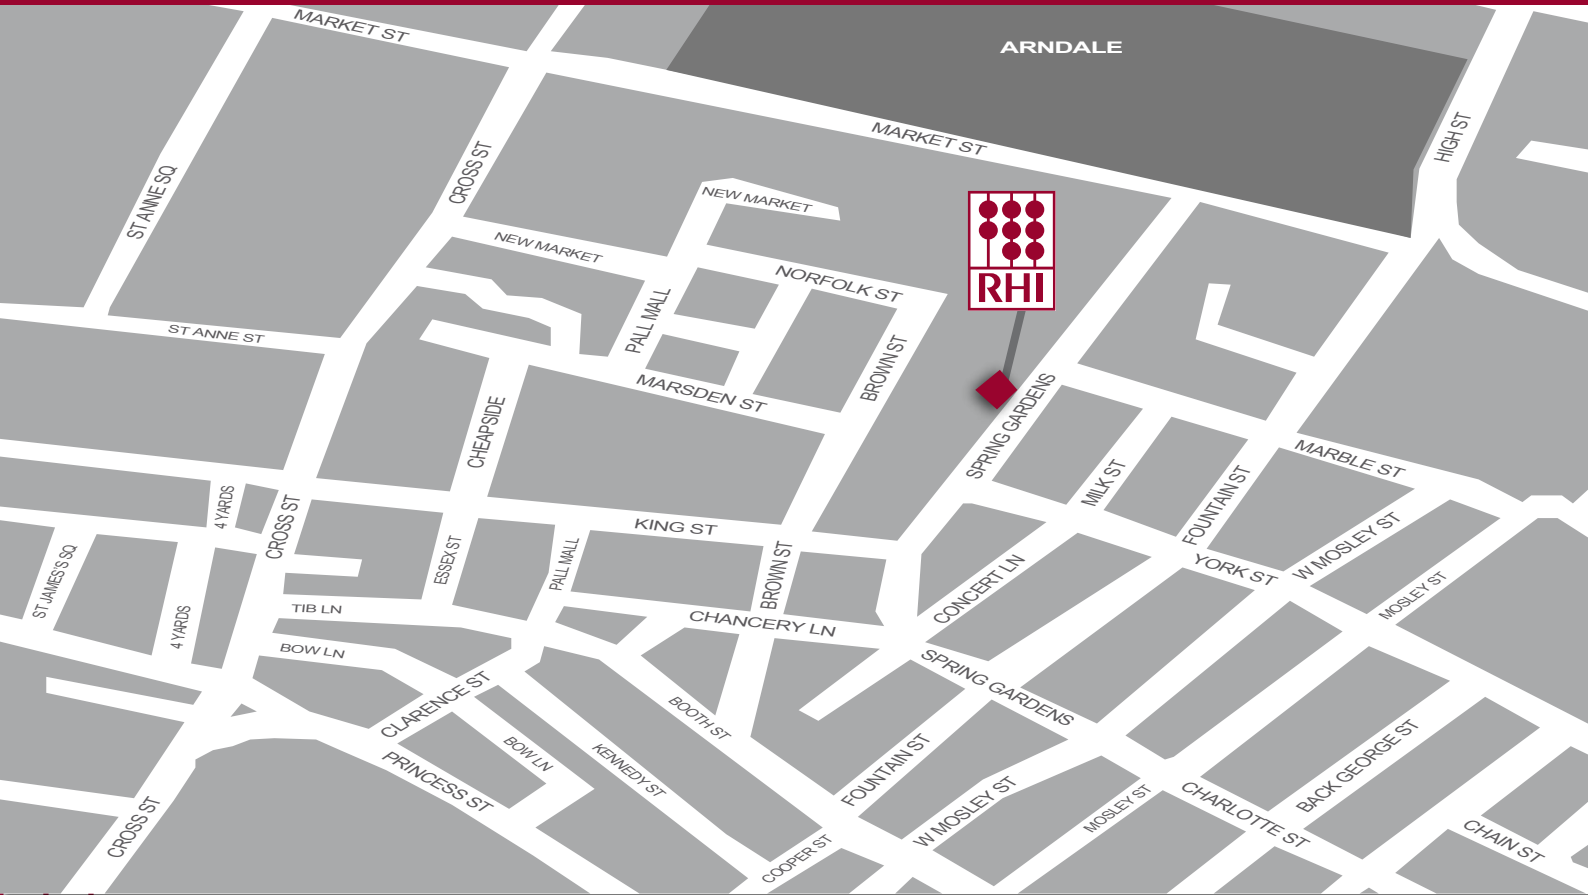 MARKET ST
ARNDALE
MARKET ST
HIGH ST
CROSS ST
ST ANNE SQ
NEW MARKET
NEW MARKET
NORFOLK ST
RHI
PALL MALL
ST ANNE ST
BROWN ST
MARSDEN ST
SPRING GARDENS
CHEAPSIDE
MARBLE ST
MILK ST
FOUNTAIN ST
4 YARDS
CROSS ST
KING ST
W MOSLEY ST
ESSEX ST
PALL MALL
BROWN ST
YORK ST
ST JAMES'S SQ
CONCERT LN
MOSLEY ST
TIB LN
4 YARDS
CHANCERY LN
BOW LN
SPRING GARDENS
CLARENCE ST
BOOTH ST
BOW LN
KENNEDY ST
PRINCESS ST
FOUNTAIN ST
W MOSLEY ST
MOSLEY ST
CHARLOTTE ST
BACK GEORGE ST
CROSS ST
COOPER ST
CHAIN ST